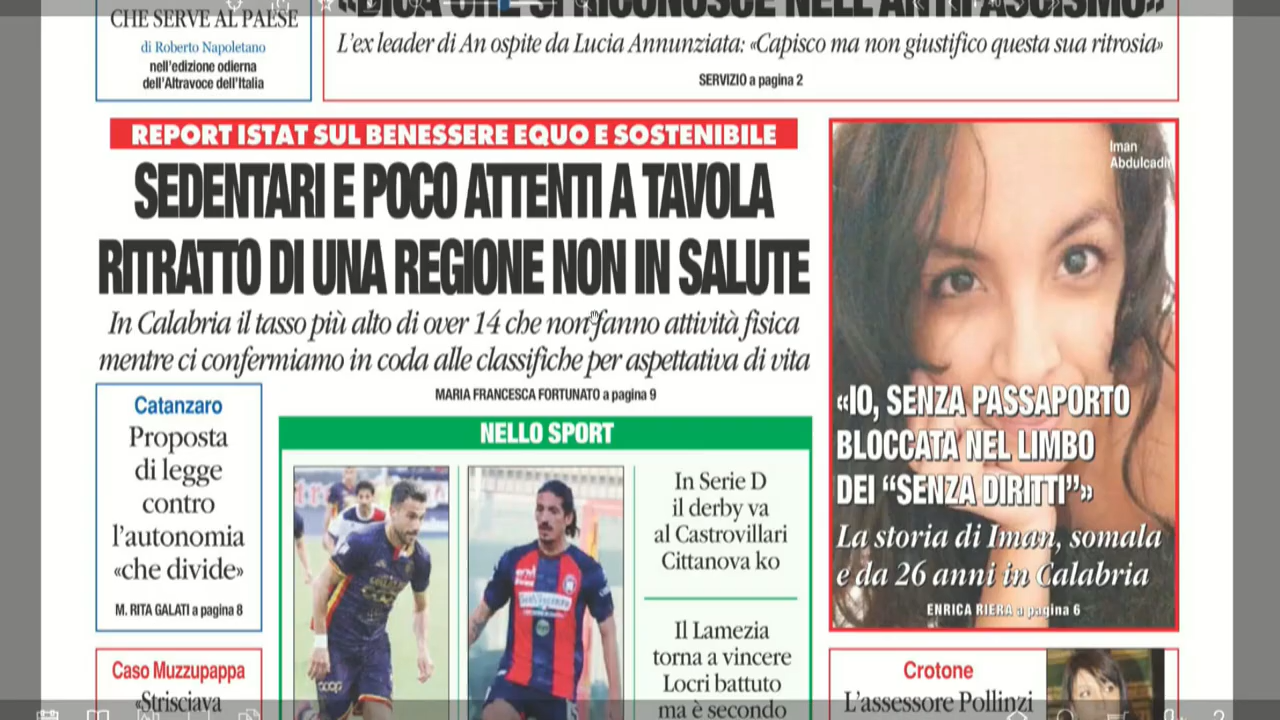 CHE SERVE AL PAESE
di Roberto Napoletano
nell'edizione odierna
dell'Altravoce dell'Italia
«DICA CHE SI RICONOSCE NELL'ANTIFASCISMO»
L'ex leader di An ospite da Lucia Annunziata: «Capisco ma non giustifico questa sua ritrosia»
SERVIZIO a pagina 2
REPORT ISTAT SUL BENESSERE EQUO E SOSTENIBILE
SEDENTARI E POCO ATTENTI A TAVOLA
RITRATTO DI UNA REGIONE NON IN SALUTE
In Calabria il tasso più alto di over 14 che non fanno attività fisica
mentre ci confermiamo in coda alle classifiche per aspettativa di vita
MARIA FRANCESCA FORTUNATO a pagina 9
Iman
Abdulcadir
«IO, SENZA PASSAPORTO
BLOCCATA NEL LIMBO
DEI “SENZA DIRITTI”»
La storia di Iman, somala
e da 26 anni in Calabria
ENRICA RIERA a pagina 6
Catanzaro
Proposta
di legge
contro
l'autonomia
«che divide»
M. RITA GALATI a pagina 8
NELLO SPORT
In Serie D
il derby va
al Castrovillari
Cittanova ko
Il Lamezia
torna a vincere
Locri battuto
ma è secondo
Caso Muzzupappa
«Strisciava
Crotone
L'assessore Pollinzi